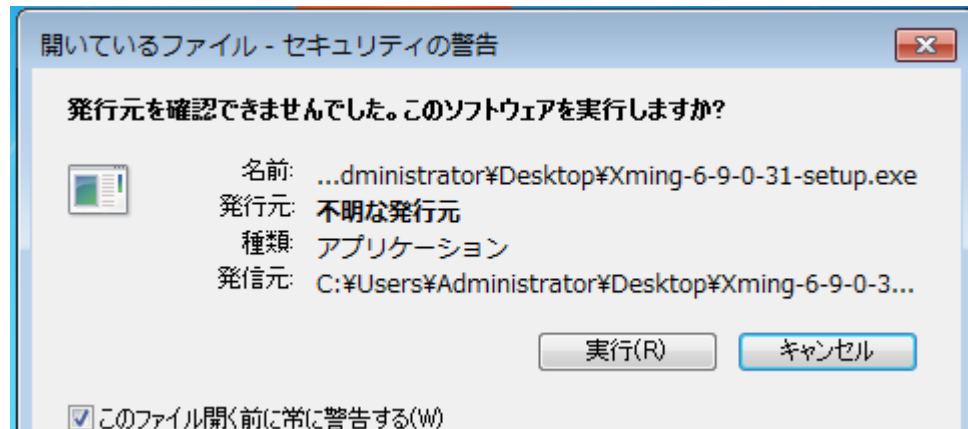 開いているファイル - セキュリティの警告
発行元を確認できませんでした。このソフトウェアを実行しますか?
名前: ...dministrator¥Desktop¥Xming-6-9-0-31-setup.exe
発行元: 不明な発行元
種類: アプリケーション
発信元: C:¥Users¥Administrator¥Desktop¥Xming-6-9-0-3...
実行(R) キャンセル
このファイル開く前に常に警告する(W)